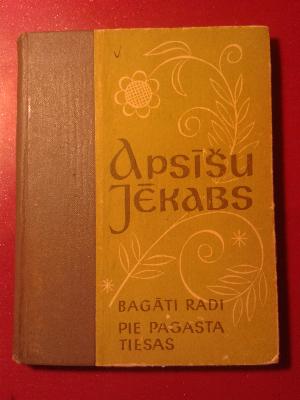 Apsīšu
Jēkabs
BAGĀTI RADI
PIE PAGASTA
TIESAS